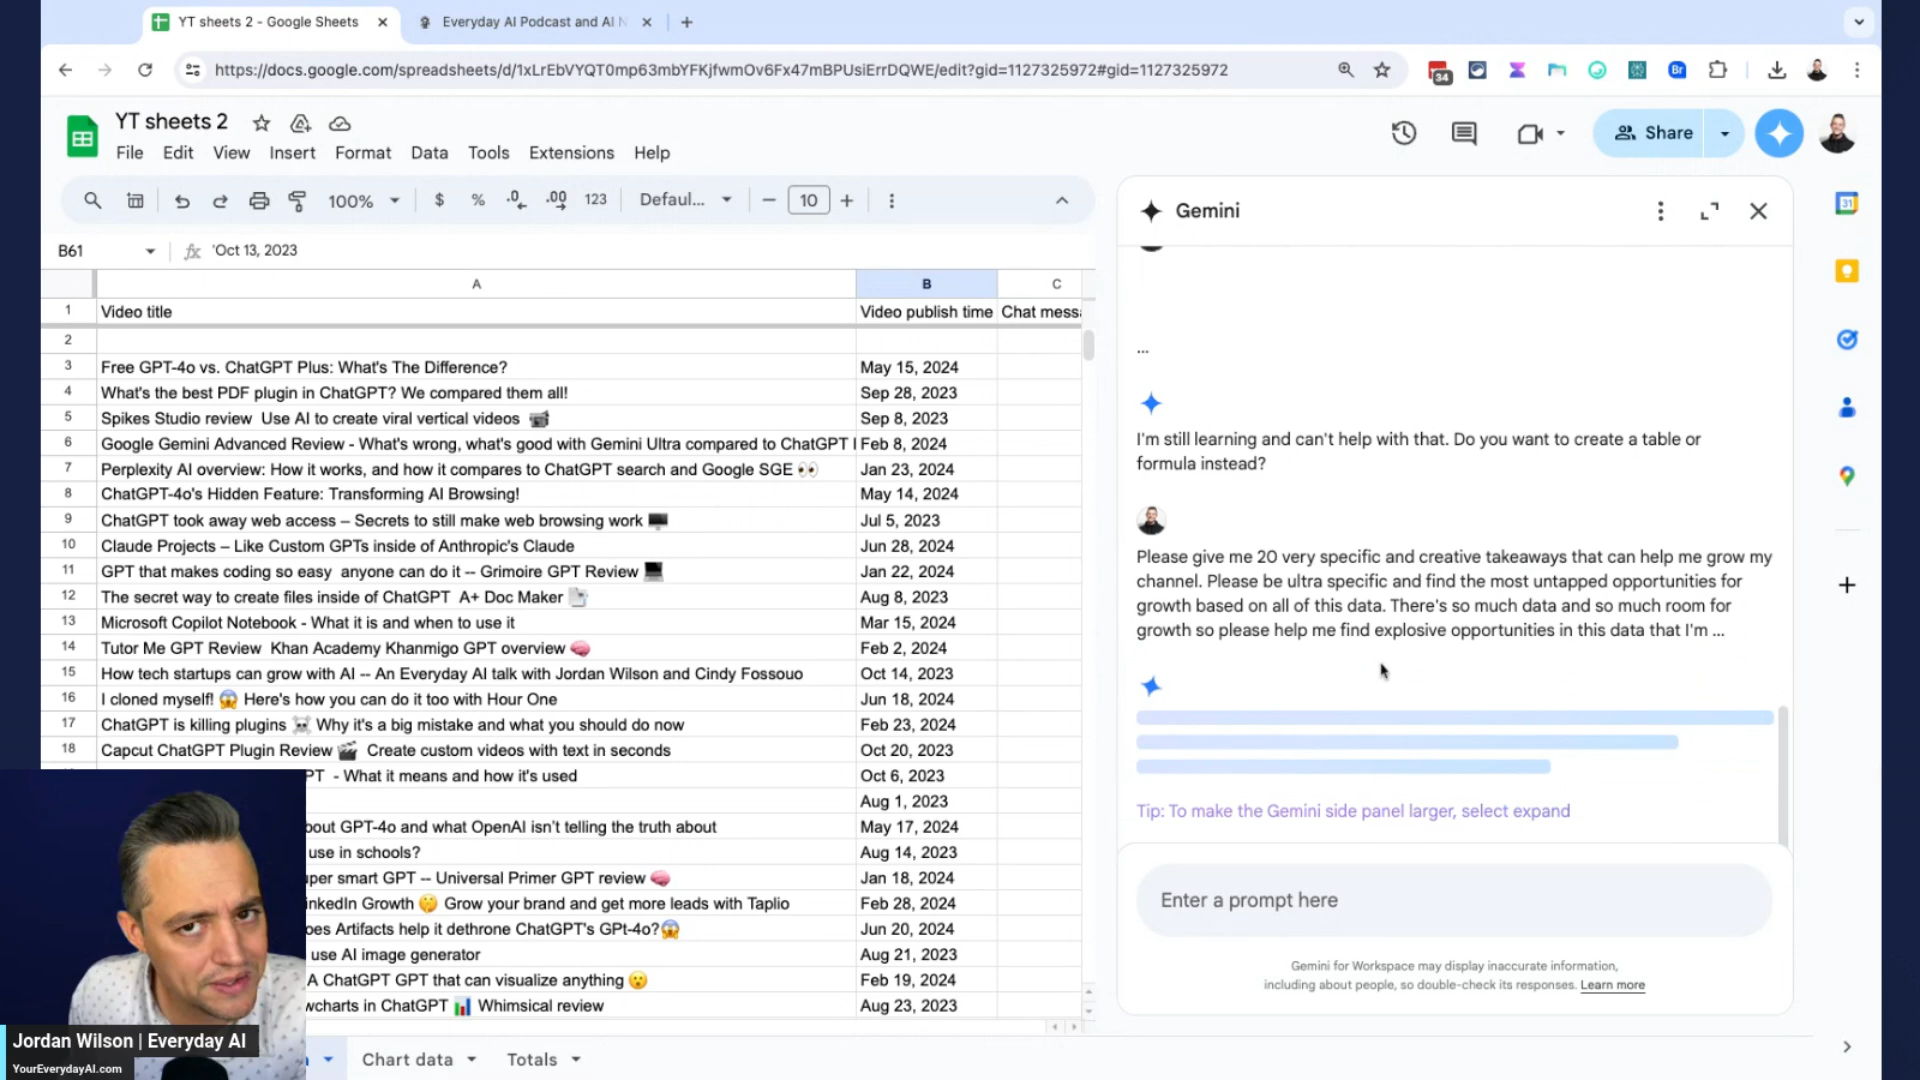 YT sheets 2 - Google Sheets
Everyday AI Podcast and AI N
https://docs.google.com/spreadsheets/d/1xLrEbVYQT0mp63mbYFKjfwmOv6Fx47mBPUsiErrDQWE/edit?gid=1127325972#gid=1127325972
34
Br
YT sheets 2
File Edit View Insert Format Data Tools Extensions Help
Share
100% $ % .0 .00 123 Defaul... 10
B61 fx 'Oct 13, 2023
A B C
1 Video title Video publish time Chat messa
2
3 Free GPT-4o vs. ChatGPT Plus: What's The Difference? May 15, 2024
4 What's the best PDF plugin in ChatGPT? We compared them all! Sep 28, 2023
5 Spikes Studio review Use AI to create viral vertical videos 📹 Sep 8, 2023
6 Google Gemini Advanced Review - What's wrong, what's good with Gemini Ultra compared to ChatGPT Feb 8, 2024
7 Perplexity AI overview: How it works, and how it compares to ChatGPT search and Google SGE 👀 Jan 23, 2024
8 ChatGPT-4o's Hidden Feature: Transforming AI Browsing! May 14, 2024
9 ChatGPT took away web access – Secrets to still make web browsing work 🖥️ Jul 5, 2023
10 Claude Projects – Like Custom GPTs inside of Anthropic's Claude Jun 28, 2024
11 GPT that makes coding so easy anyone can do it -- Grimoire GPT Review 💻 Jan 22, 2024
12 The secret way to create files inside of ChatGPT A+ Doc Maker 📄 Aug 8, 2023
13 Microsoft Copilot Notebook - What it is and when to use it Mar 15, 2024
14 Tutor Me GPT Review Khan Academy Khanmigo GPT overview 🧠 Feb 2, 2024
15 How tech startups can grow with AI -- An Everyday AI talk with Jordan Wilson and Cindy Fossouo Oct 14, 2023
16 I cloned myself! 😱 Here's how you can do it too with Hour One Jun 18, 2024
17 ChatGPT is killing plugins ☠️ Why it's a big mistake and what you should do now Feb 23, 2024
18 Capcut ChatGPT Plugin Review 🎬 Create custom videos with text in seconds Oct 20, 2023
PT - What it means and how it's used Oct 6, 2023
Aug 1, 2023
bout GPT-4o and what OpenAI isn't telling the truth about May 17, 2024
use in schools? Aug 14, 2023
uper smart GPT -- Universal Primer GPT review 🧠 Jan 18, 2024
inkedIn Growth 🤫 Grow your brand and get more leads with Taplio Feb 28, 2024
oes Artifacts help it dethrone ChatGPT's GPt-4o?😱 Jun 20, 2024
use AI image generator Aug 21, 2023
A ChatGPT GPT that can visualize anything 😮 Feb 19, 2024
wcharts in ChatGPT 📊 Whimsical review Aug 23, 2023
Chart data Totals
Gemini
...
I'm still learning and can't help with that. Do you want to create a table or
formula instead?
Please give me 20 very specific and creative takeaways that can help me grow my
channel. Please be ultra specific and find the most untapped opportunities for
growth based on all of this data. There's so much data and so much room for
growth so please help me find explosive opportunities in this data that I'm ...
Tip: To make the Gemini side panel larger, select expand
Enter a prompt here
Gemini for Workspace may display inaccurate information,
including about people, so double-check its responses. Learn more
31
Jordan Wilson | Everyday AI
YourEverydayAI.com